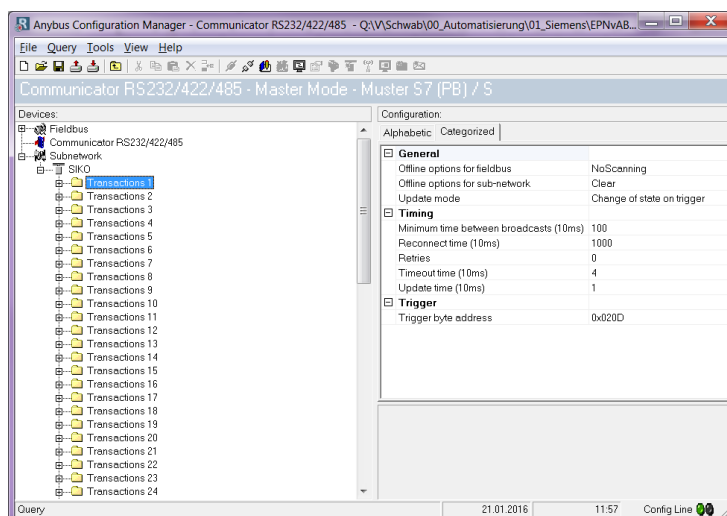 Anybus Configuration Manager - Communicator RS232/422/485 - Q:\V\Schwab\00_Automatisierung\01_Siemens\EPNvAB...
File Query Tools View Help
Communicator RS232/422/485 - Master Mode - Muster S7 (PB) / S
Devices:
Fieldbus
Communicator RS232/422/485
Subnetwork
SIKO
Transactions 1
Transactions 2
Transactions 3
Transactions 4
Transactions 5
Transactions 6
Transactions 7
Transactions 8
Transactions 9
Transactions 10
Transactions 11
Transactions 12
Transactions 13
Transactions 14
Transactions 15
Transactions 16
Transactions 17
Transactions 18
Transactions 19
Transactions 20
Transactions 21
Transactions 22
Transactions 23
Transactions 24
Configuration:
Alphabetic Categorized
General
Offline options for fieldbus NoScanning
Offline options for sub-network Clear
Update mode Change of state on trigger
Timing
Minimum time between broadcasts (10ms) 100
Reconnect time (10ms) 1000
Retries 0
Timeout time (10ms) 4
Update time (10ms) 1
Trigger
Trigger byte address 0x020D
Query 21.01.2016 11:57 Config Line